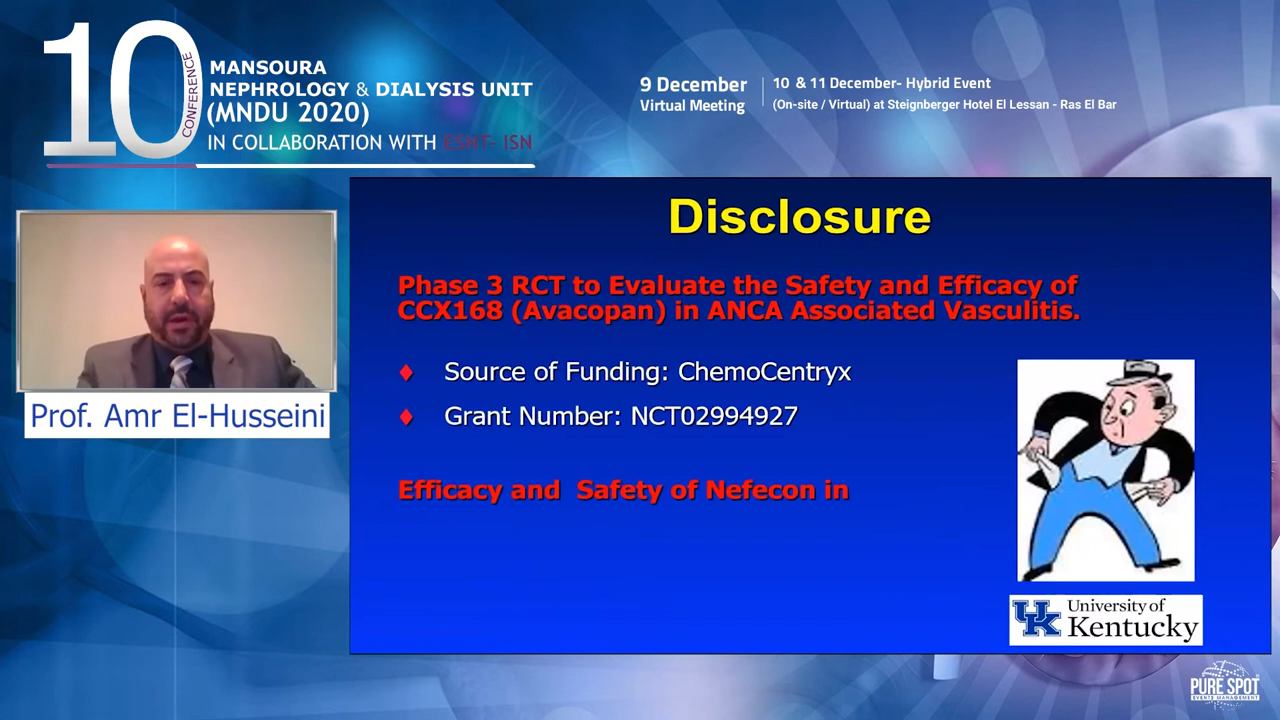 10
CONFERENCE
MANSOURA
NEPHROLOGY & DIALYSIS UNIT
(MNDU 2020)
IN COLLABORATION WITH ESNT- ISN
9 December
Virtual Meeting
10 & 11 December- Hybrid Event
(On-site / Virtual) at Steignberger Hotel El Lessan - Ras El Bar
Prof. Amr El-Husseini
Disclosure
Phase 3 RCT to Evaluate the Safety and Efficacy of
CCX168 (Avacopan) in ANCA Associated Vasculitis.
Source of Funding: ChemoCentryx
Grant Number: NCT02994927
Efficacy and Safety of Nefecon in
UK
University of
Kentucky
PURE SPOT
EVENTS MANAGEMENT